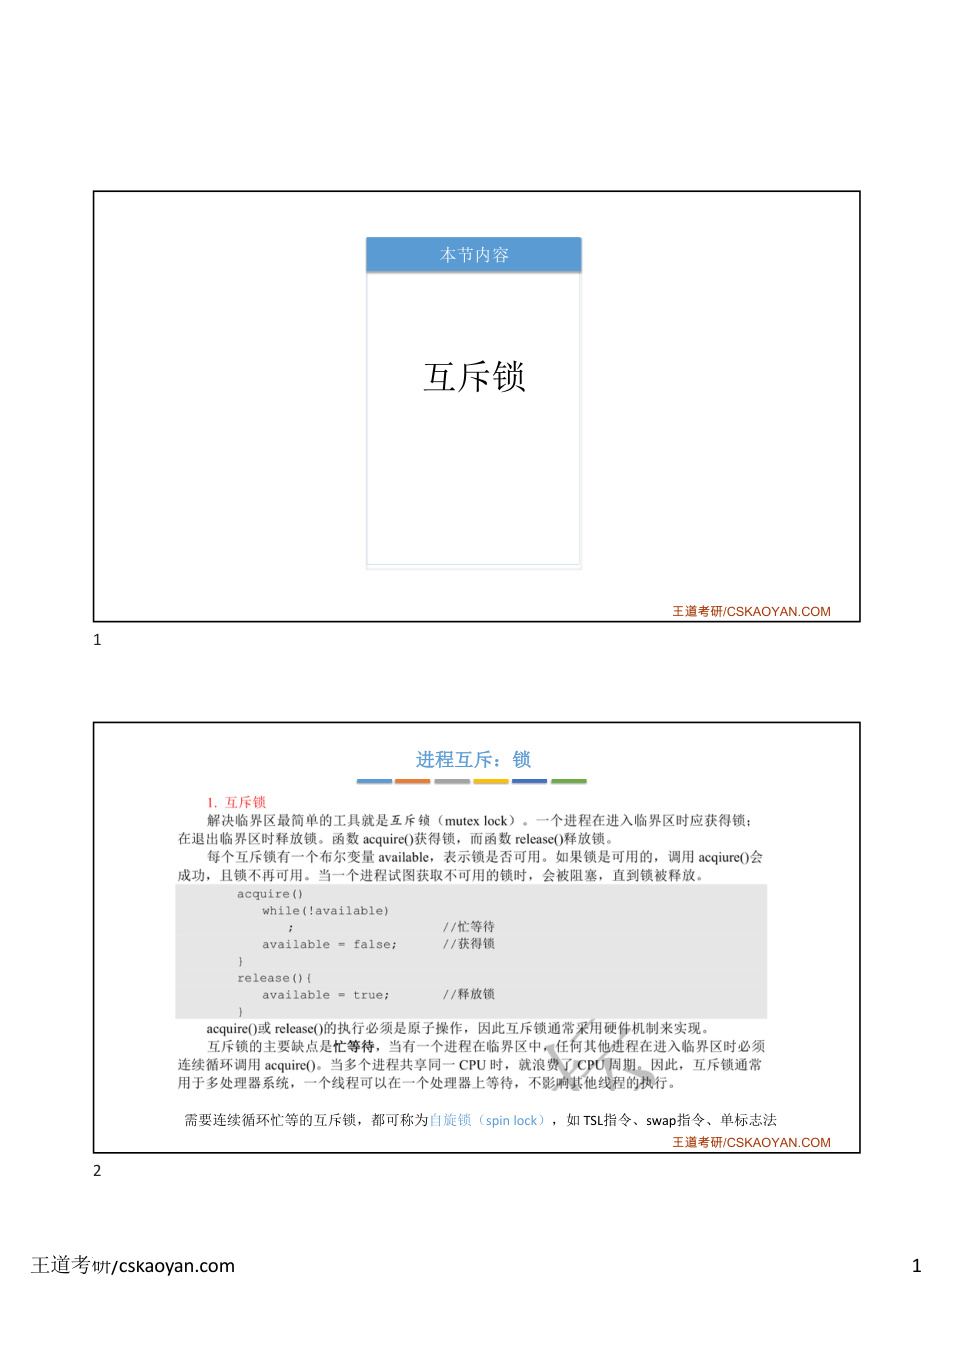 本节内容
互斥锁
王道考研/CSKAOYAN.COM
1
进程互斥：锁
1. 互斥锁
解决临界区最简单的工具就是互斥锁（mutex lock）。一个进程在进入临界区时应获得锁；
在退出临界区时释放锁。函数 acquire()获得锁，而函数 release()释放锁。
每个互斥锁有一个布尔变量 available，表示锁是否可用。如果锁是可用的，调用 acqiure()会
成功，且锁不再可用。当一个进程试图获取不可用的锁时，会被阻塞，直到锁被释放。
acquire()
while(!available)
; //忙等待
available = false; //获得锁
}
release(){
available = true; //释放锁
}
acquire()或 release()的执行必须是原子操作，因此互斥锁通常采用硬件机制来实现。
互斥锁的主要缺点是忙等待，当有一个进程在临界区中，任何其他进程在进入临界区时必须
连续循环调用 acquire()。当多个进程共享同一 CPU 时，就浪费了 CPU 周期。因此，互斥锁通常
用于多处理器系统，一个线程可以在一个处理器上等待，不影响其他线程的执行。
需要连续循环忙等的互斥锁，都可称为自旋锁（spin lock），如 TSL指令、swap指令、单标志法
王道考研/CSKAOYAN.COM
2
王道考研/cskaoyan.com 1